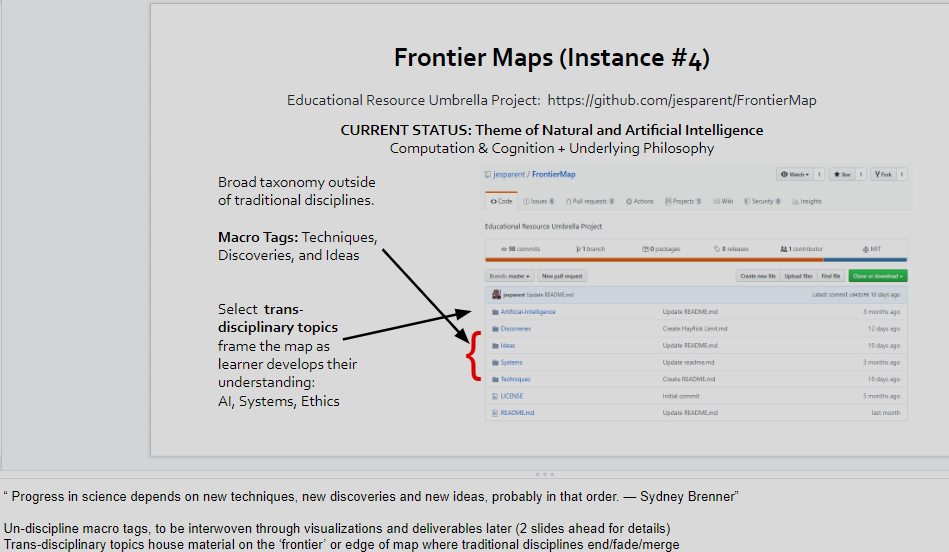 Frontier Maps (Instance #4)
Educational Resource Umbrella Project: https://github.com/jesparent/FrontierMap
CURRENT STATUS: Theme of Natural and Artificial Intelligence
Computation & Cognition + Underlying Philosophy
Broad taxonomy outside
of traditional disciplines.
Macro Tags: Techniques,
Discoveries, and Ideas
Select trans-
disciplinary topics
frame the map as
learner develops their
understanding:
AI, Systems, Ethics
jesparent / FrontierMap
Watch 1 Star 1 Fork 1
Code Issues 6 Pull requests 0 Actions Projects 5 Wiki Security 0 Insights
Educational Resource Umbrella Project
98 commits 1 branch 0 packages 0 releases 1 contributor MIT
Branch: master New pull request Create new file Upload files Find file Clone or download
jesparent Update README.md Latest commit 10 days ago
Artificial-Intelligence Update README.md 3 months ago
Discoveries Create Hayflick Limit.md 12 days ago
Ideas Update README.md 10 days ago
Systems Update readme.md 3 months ago
Techniques Create README.md 10 days ago
LICENSE Initial commit 5 months ago
README.md Update README.md last month
{
“ Progress in science depends on new techniques, new discoveries and new ideas, probably in that order. — Sydney Brenner”
Un-discipline macro tags, to be interwoven through visualizations and deliverables later (2 slides ahead for details)
Trans-disciplinary topics house material on the ‘frontier’ or edge of map where traditional disciplines end/fade/merge